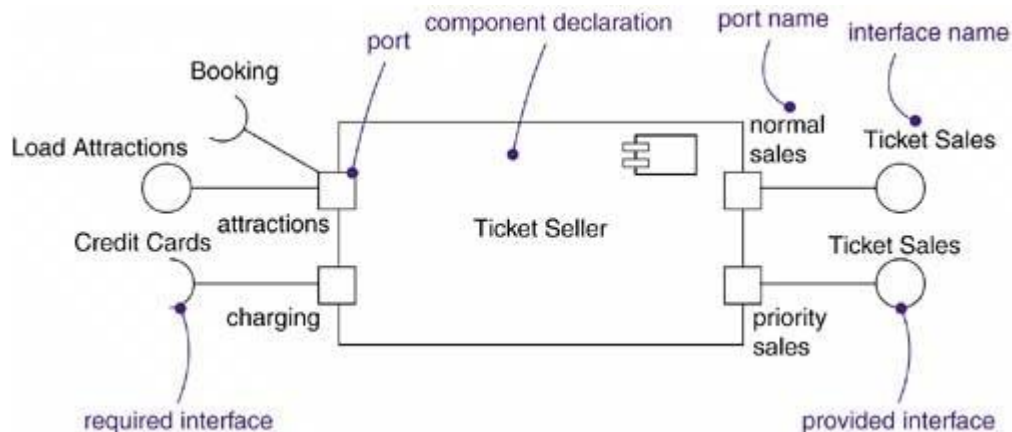 component declaration
port name
port
interface name
Booking
normal
sales
Load Attractions
Ticket Sales
attractions
Ticket Seller
Credit Cards
Ticket Sales
charging
priority
sales
required interface
provided interface